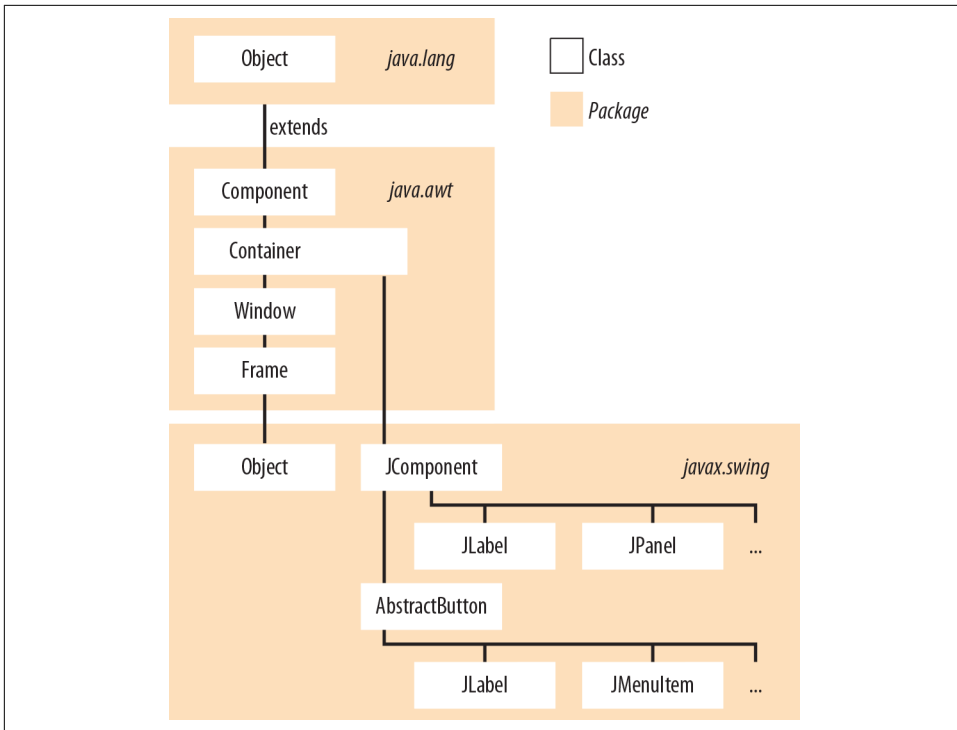 Object
java.lang
Class
Package
extends
Component
java.awt
Container
Window
Frame
Object
JComponent
javax.swing
JLabel
JPanel
...
AbstractButton
JLabel
JMenuItem
...